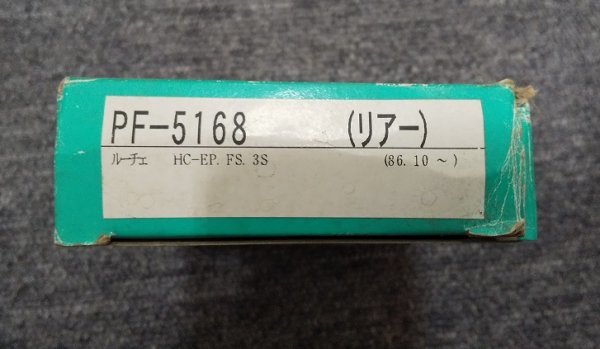 PF-5168 (リアー)
ルーチェ HC-EP. FS. 3S (86. 10 ～ )